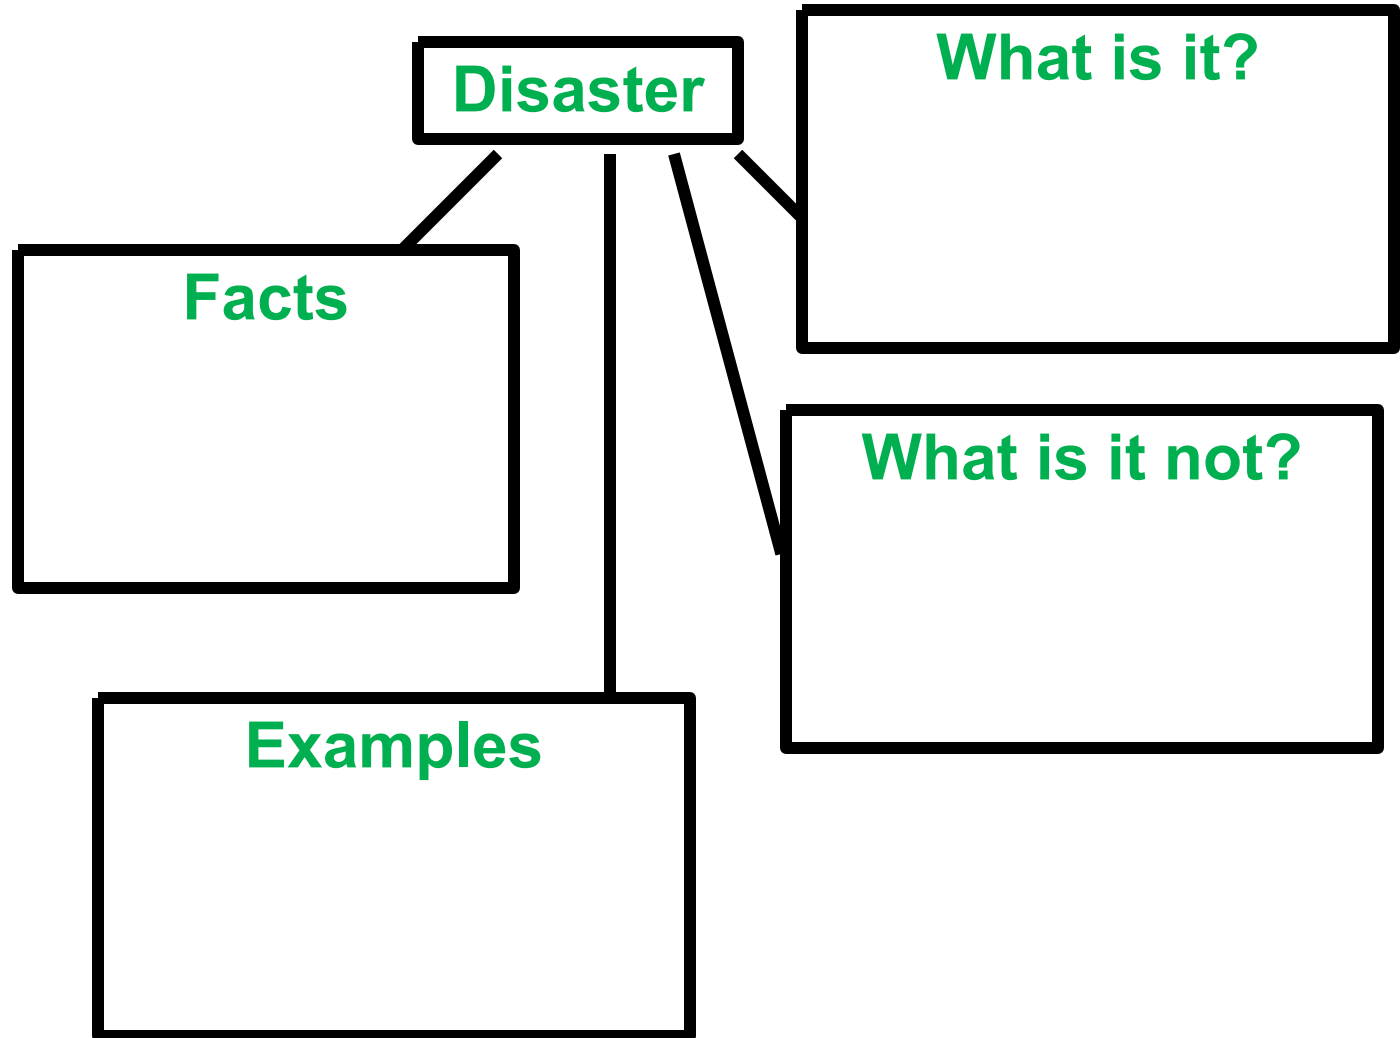 Disaster
What is it?
Facts
What is it not?
Examples